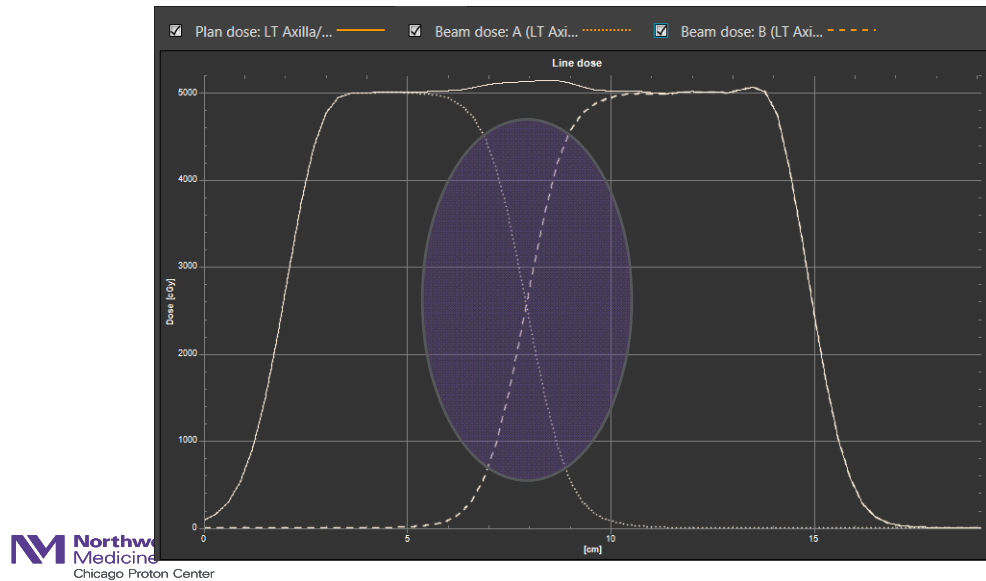 Plan dose: LT Axilla/... Beam dose: A (LT Axi... Beam dose: B (LT Axi...
Line dose
5000
4000
3000
2000
1000
0
Dose [cGy]
0 5 10 15
[cm]
Medicine
Chicago Proton Center